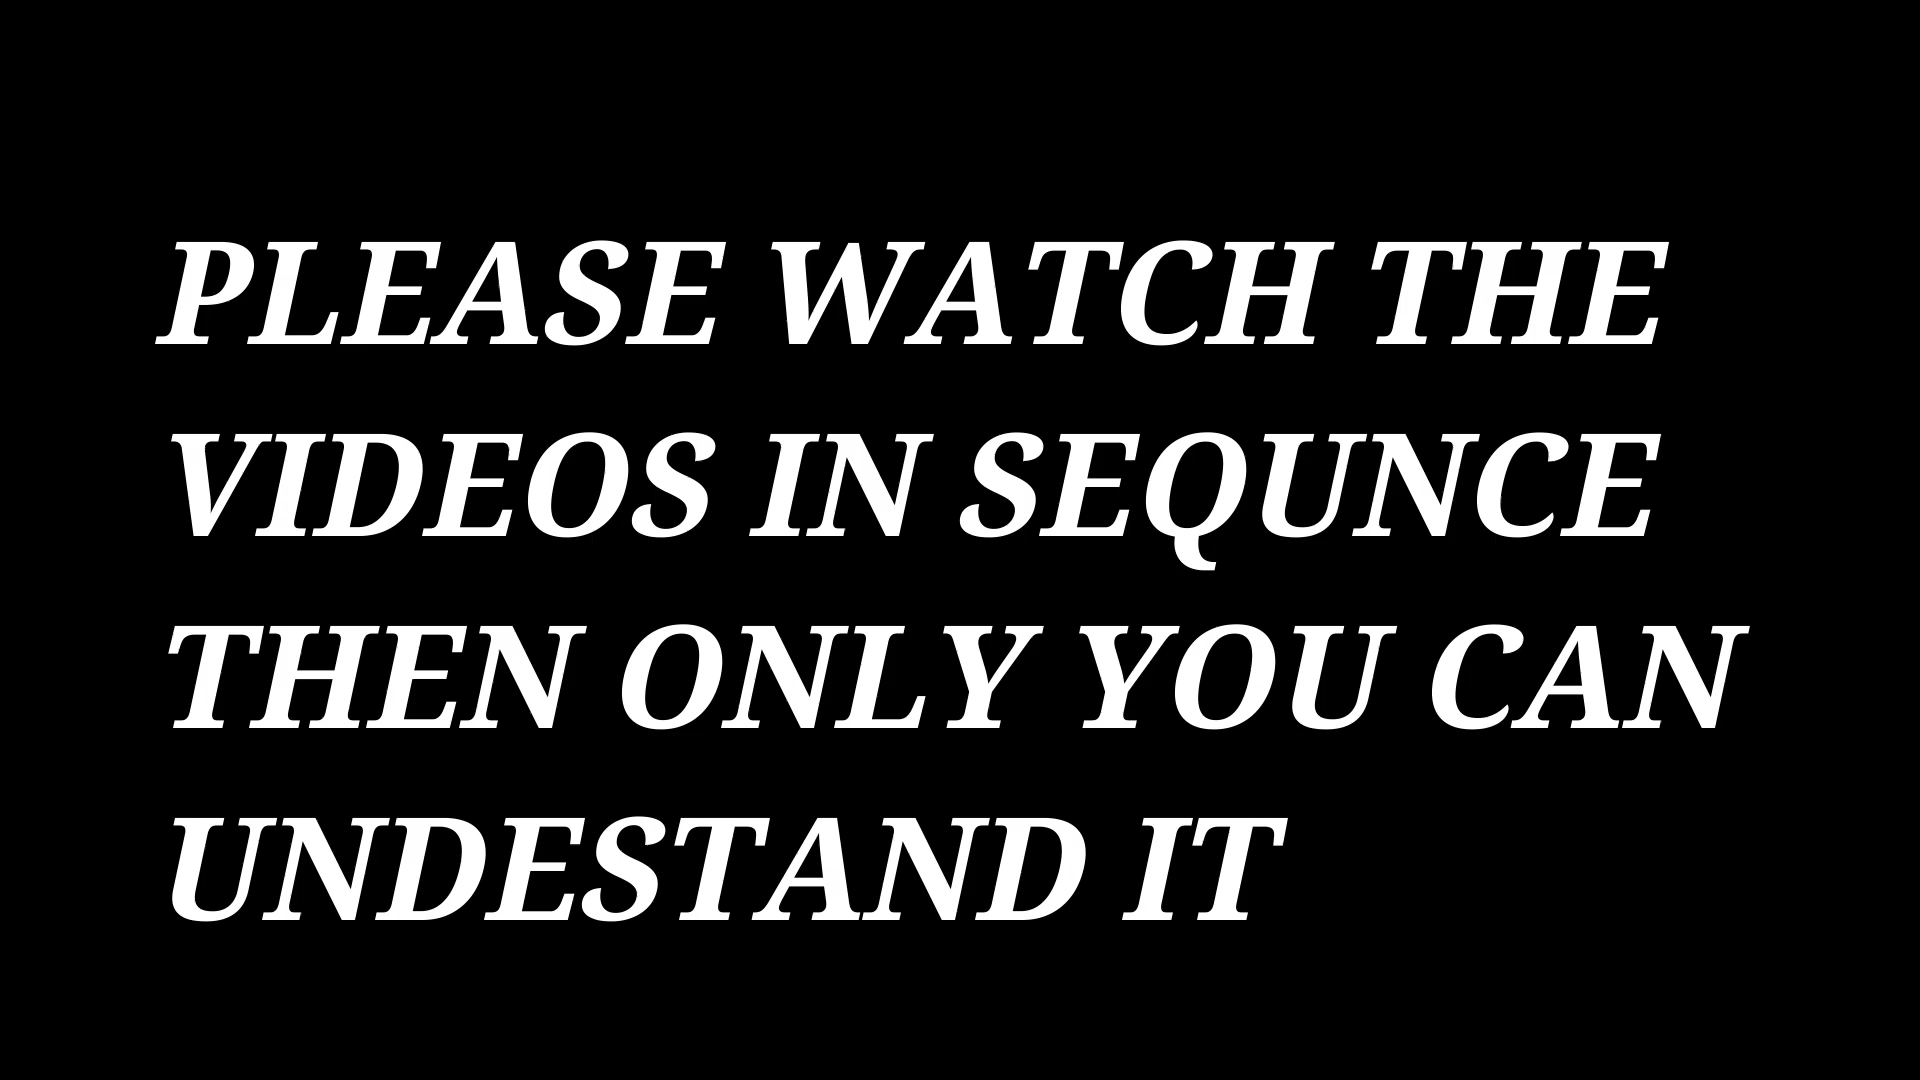 PLEASE WATCH THE
VIDEOS IN SEQUNCE
THEN ONLY YOU CAN
UNDESTAND IT